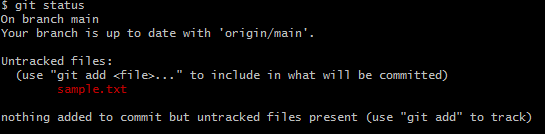 $ git status
On branch main
Your branch is up to date with 'origin/main'.

Untracked files:
  (use "git add <file>..." to include in what will be committed)
        sample.txt

nothing added to commit but untracked files present (use "git add" to track)